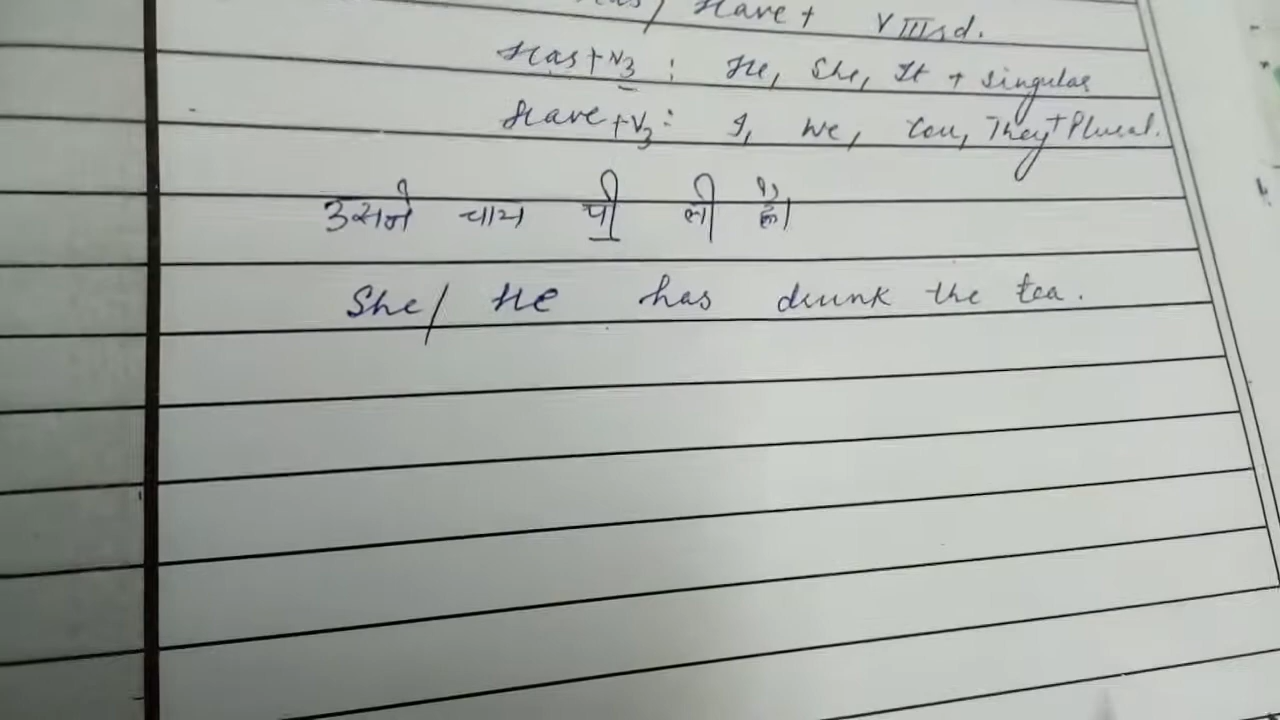 Have + VIIIrd.
Has + V3 : He, She, It + singular
Have + V3 : I, We, You, They + Plural.
उसने चाय पी ली है।
She / He has drunk the tea.